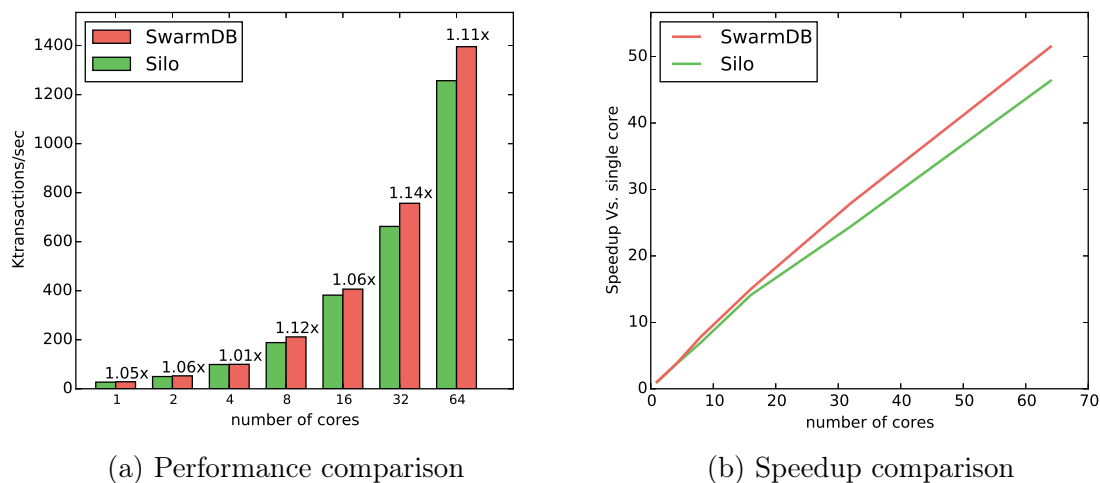 SwarmDB
Silo
1400
1200
1000
800
600
400
200
0
Ktransactions/sec
1.05x
1.06x
1.01x
1.12x
1.06x
1.14x
1.11x
1 2 4 8 16 32 64
number of cores
(a) Performance comparison
SwarmDB
Silo
50
40
30
20
10
0
Speedup Vs. single core
0 10 20 30 40 50 60 70
number of cores
(b) Speedup comparison